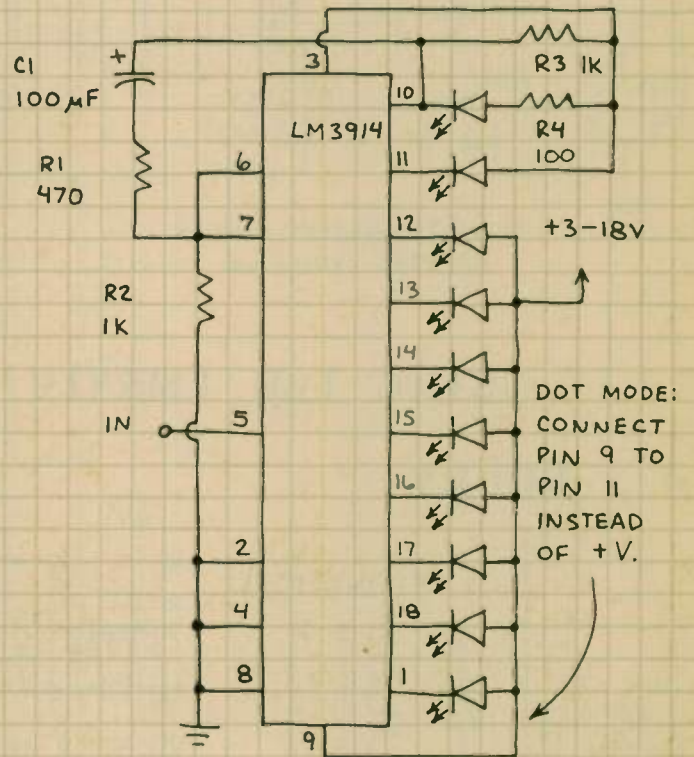 3
+
C1
100 µF
R3 1K
10
LM3914
R4
100
R1
470
6
11
7
12
+3-18V
R2
1K
13
14
DOT MODE:
CONNECT
PIN 9 TO
PIN 11
INSTEAD
OF +V.
IN
5
15
16
2
17
4
18
8
1
9